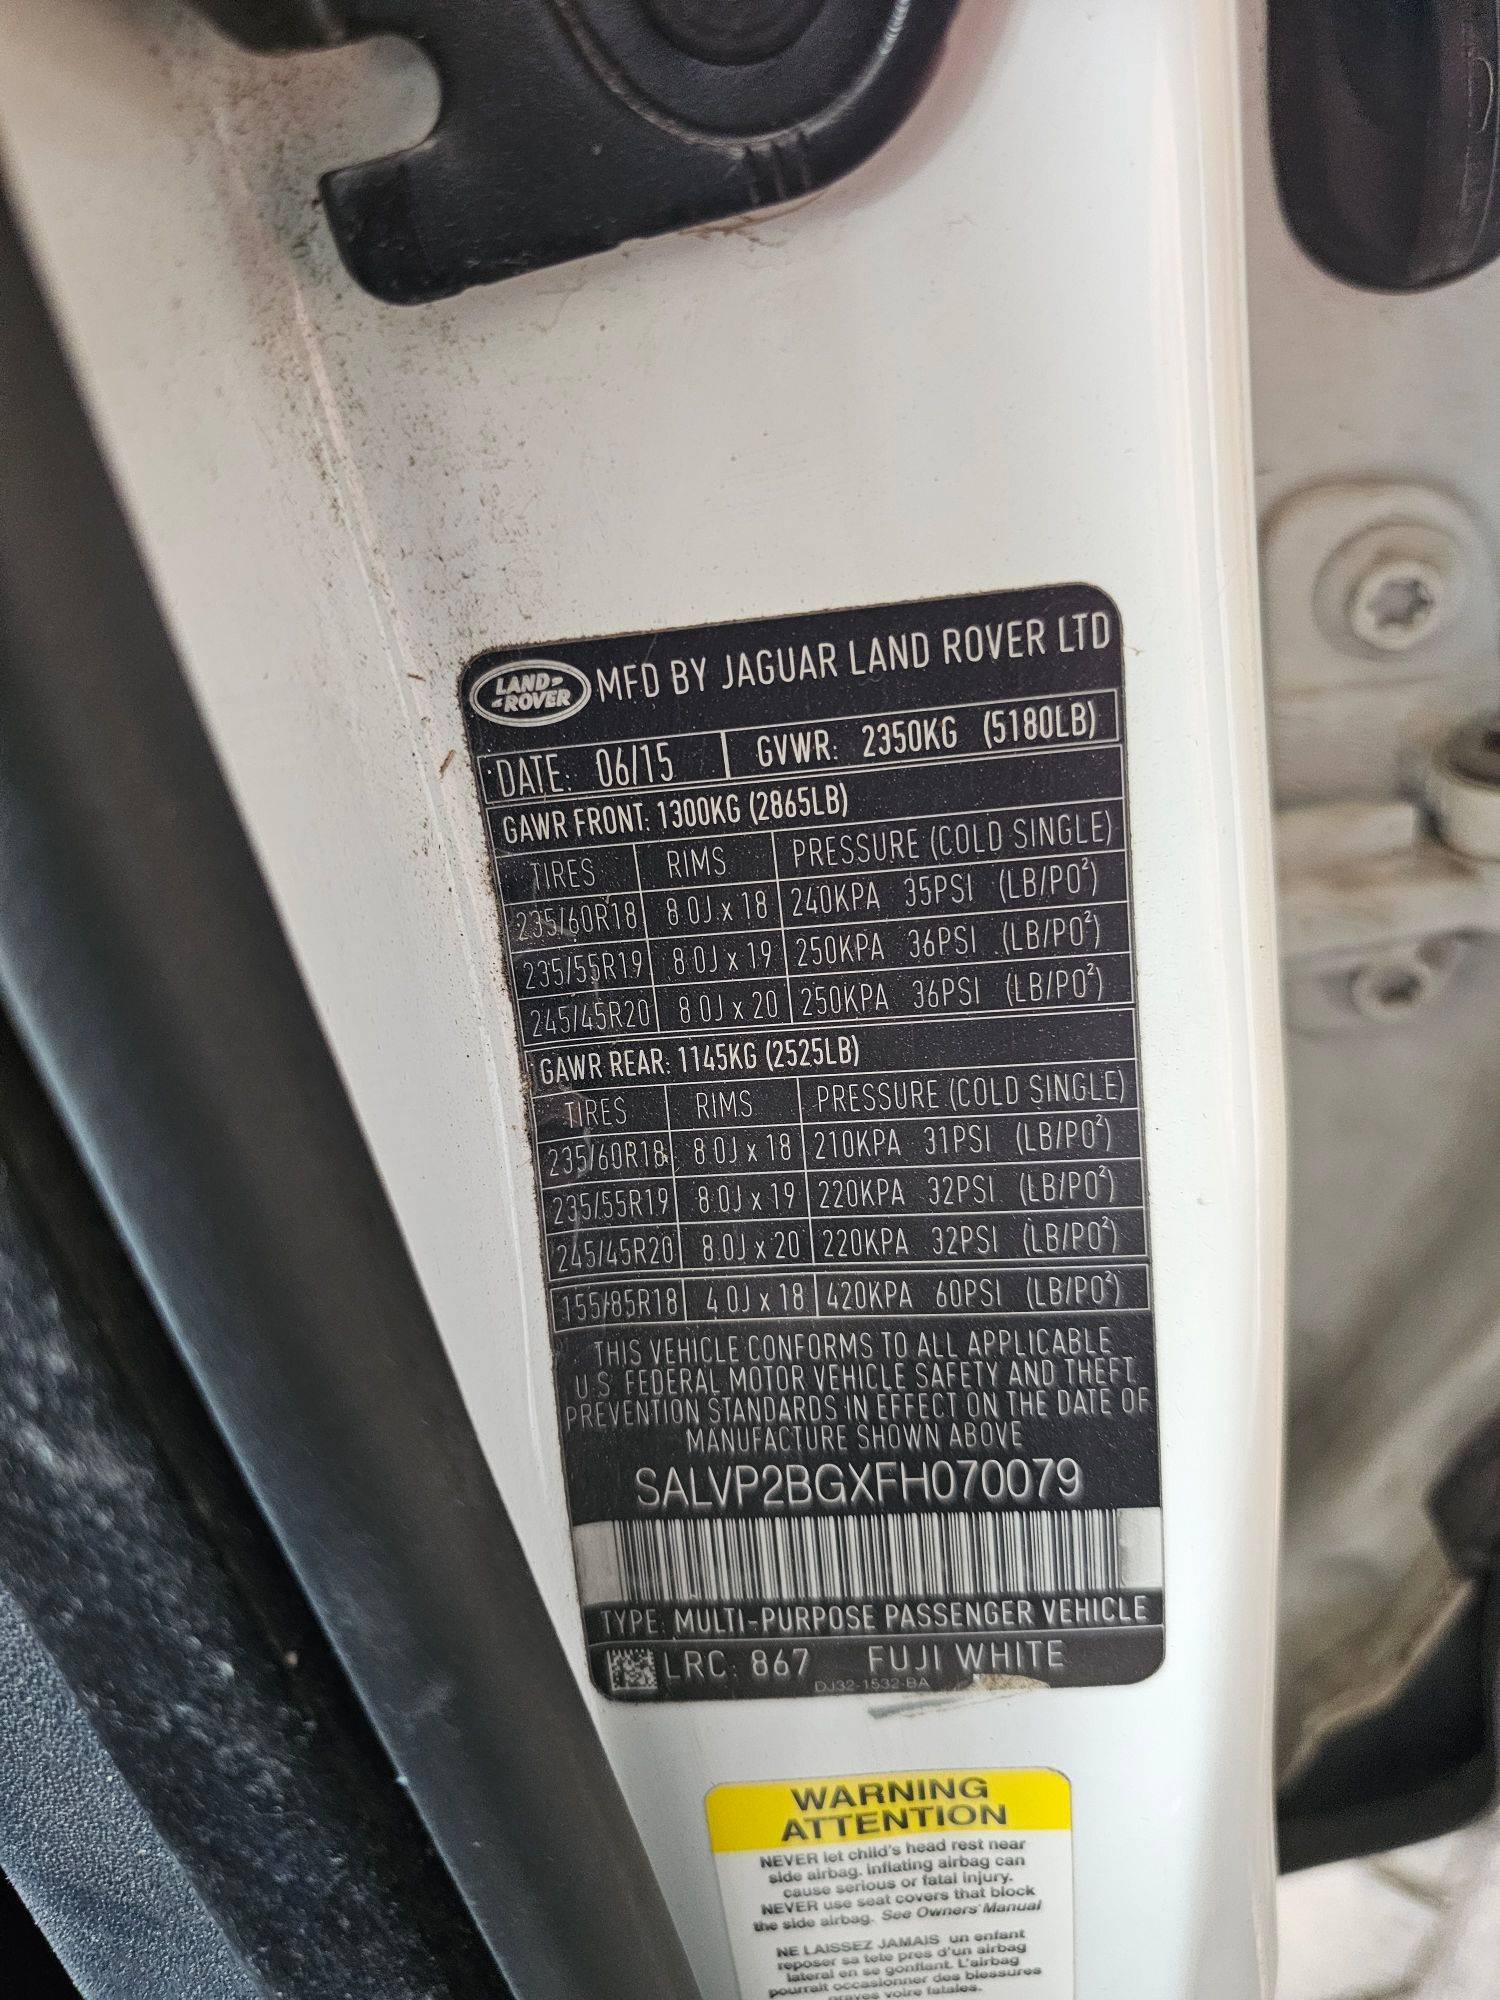 LAND ROVER MFD BY JAGUAR LAND ROVER LTD
DATE: 06/15 GVWR: 2350KG (5180LB)
GAWR FRONT: 1300KG (2865LB)
TIRES RIMS PRESSURE (COLD SINGLE)
235/60R18 8.0J x 18 240KPA 35PSI (LB/PO²)
235/55R19 8.0J x 19 250KPA 36PSI (LB/PO²)
245/45R20 8.0J x 20 250KPA 36PSI (LB/PO²)
GAWR REAR: 1145KG (2525LB)
TIRES RIMS PRESSURE (COLD SINGLE)
235/60R18 8.0J x 18 210KPA 31PSI (LB/PO²)
235/55R19 8.0J x 19 220KPA 32PSI (LB/PO²)
245/45R20 8.0J x 20 220KPA 32PSI (LB/PO²)
155/85R18 4.0J x 18 420KPA 60PSI (LB/PO²)
THIS VEHICLE CONFORMS TO ALL APPLICABLE
U.S. FEDERAL MOTOR VEHICLE SAFETY AND THEFT
PREVENTION STANDARDS IN EFFECT ON THE DATE OF
MANUFACTURE SHOWN ABOVE
SALVP2BGXFH070079
TYPE: MULTI-PURPOSE PASSENGER VEHICLE
LRC: 867 FUJI WHITE
DJ32-1532-BA
WARNING
ATTENTION
NEVER let child's head rest near
side airbag. Inflating airbag can
cause serious or fatal injury.
NEVER use seat covers that block
the side airbag. See Owners Manual
NE LAISSEZ JAMAIS un enfant
reposer sa tete pres d'un airbag
lateral en se gonflant. L'airbag
pourrait occasionner des blessures
graves voire fatales.